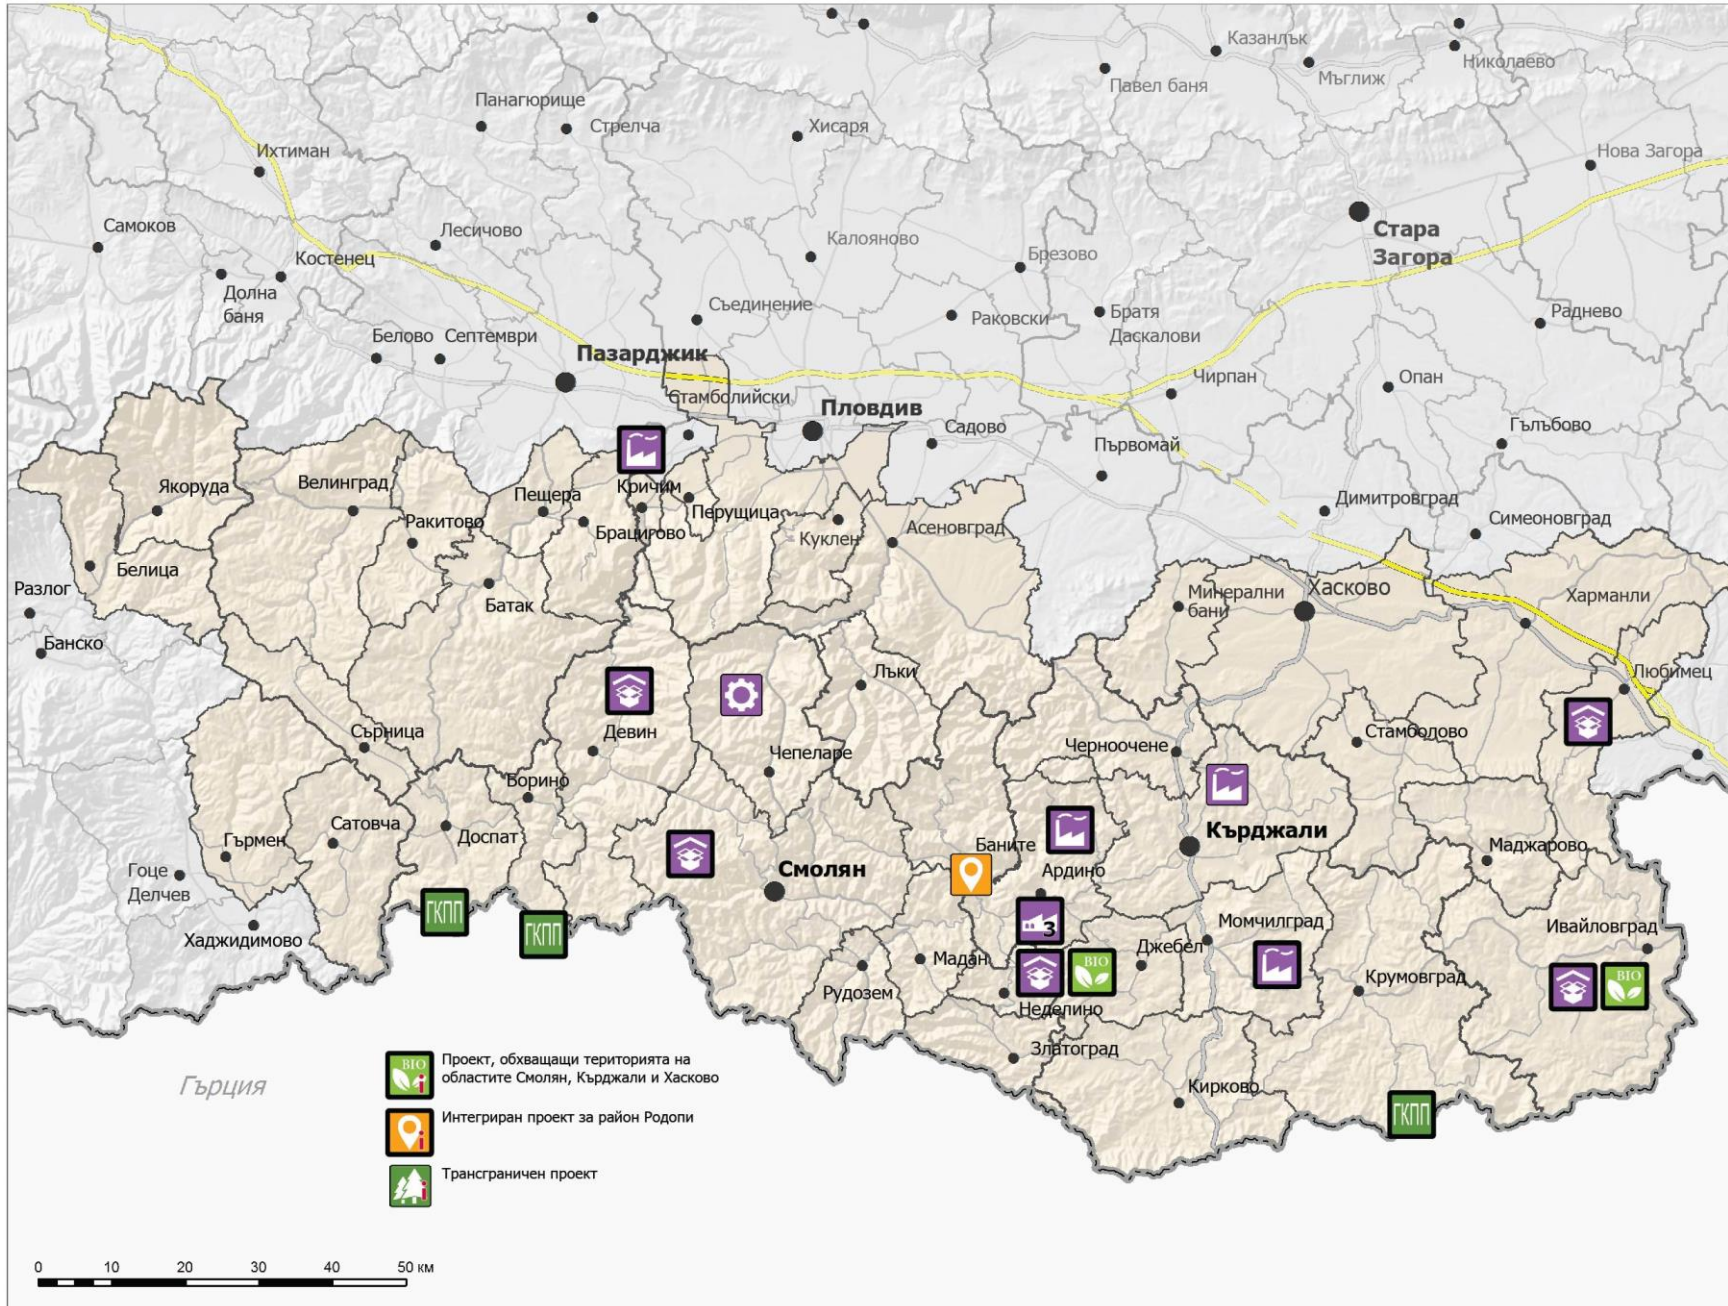 Казанлък
Николаево
Мъглиж
Павел баня
Панагюрище
Стрелча
Хисаря
Ихтиман
Нова Загора
Самоков
Лесичово
Костенец
Калояново
Брезово
Стара
Загора
Долна
баня
Съединение
Раковски
Братя
Даскалови
Раднево
Белово
Септември
Пазарджик
Стамболийски
Пловдив
Чирпан
Опан
Садово
Първомай
Гълъбово
Якоруда
Велинград
Пещера
Кричим
Ракитово
Брацигово
Перущица
Куклен
Асеновград
Димитровград
Симеоновград
Белица
Разлог
Батак
Минерални
бани
Хасково
Харманли
Банско
Лъки
Любимец
Сърница
Девин
Чепеларе
Черноочене
Стамболово
Борино
Гърмен
Сатовча
Доспат
Смолян
Баните
Ардино
Кърджали
Маджарово
Гоце
Делчев
Хаджидимово
ГКПП
ГКПП
3
Момчилград
Ивайловград
Мадан
Джебел
BIO
BIO
Рудозем
Неделино
Крумовград
Златоград
Кирково
ГКПП
Гърция
BIO
i
Проект, обхващащи територията на
областите Смолян, Кърджали и Хасково
i
Интегриран проект за район Родопи
i
Трансграничен проект
0 10 20 30 40 50 км